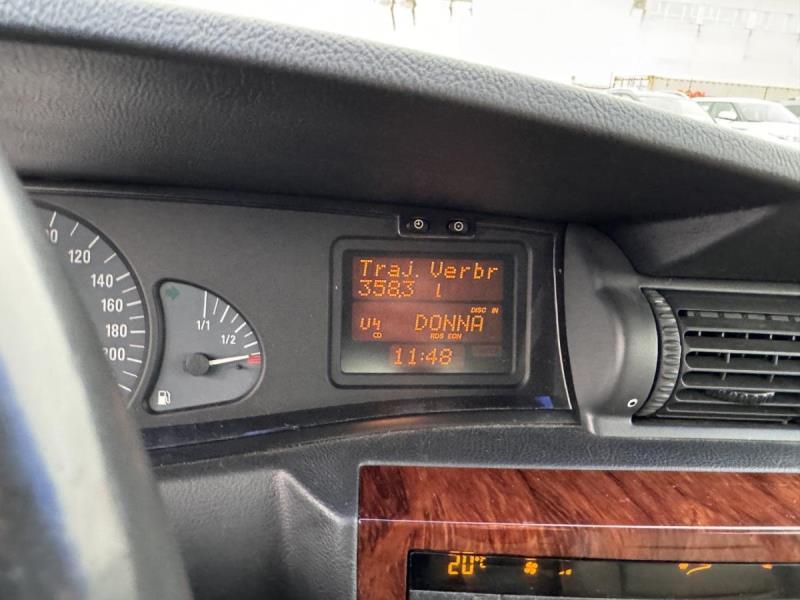 Traj. Verbr
358.3 l
DISC IN
U4 DONNA
RDS EON
11:48
120
140
160
180
200
1/1
1/2
20°C